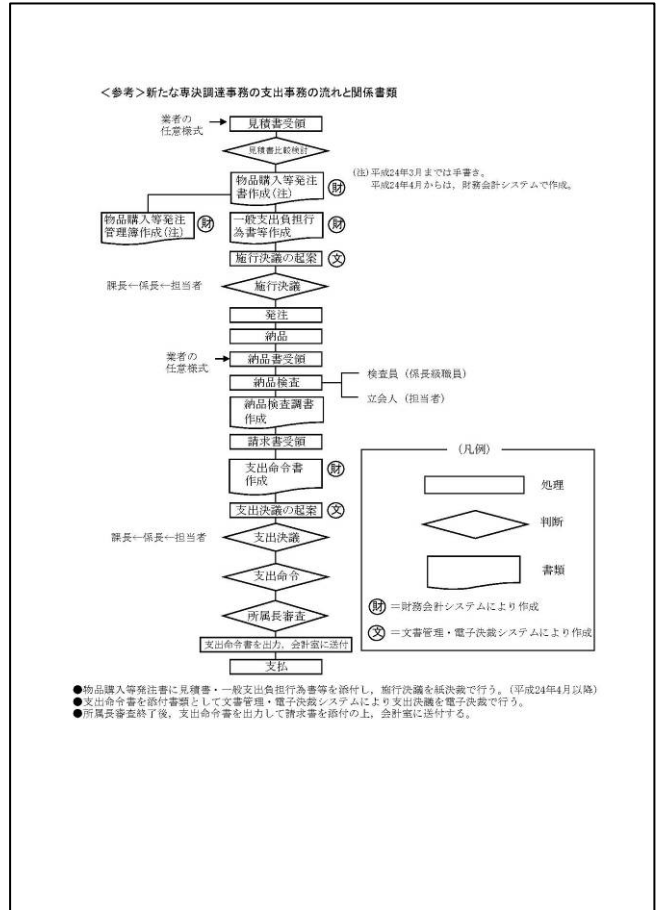 ＜参考＞新たな専決調達事務の支出事務の流れと関係書類
業者の
任意様式
見積書受領
見積書比較検討
物品購入等発注
書作成(注)
財
(注) 平成24年3月までは手書き。
平成24年4月からは，財務会計システムで作成。
物品購入等発注
管理簿作成(注)
財
一般支出負担行
為書等作成
財
施行決議の起案
文
課長←係長←担当者
施行決議
発注
納品
業者の
任意様式
納品書受領
納品検査
検査員（係長級職員）
立会人（担当者）
納品検査調書
作成
請求書受領
支出命令書
作成
財
支出決議の起案
文
課長←係長←担当者
支出決議
支出命令
所属長審査
支出命令書を出力，会計室に送付
支払
（凡例）
処理
判断
書類
財＝財務会計システムにより作成
文＝文書管理・電子決裁システムにより作成
●物品購入等発注書に見積書・一般支出負担行為書等を添付し，施行決議を紙決裁で行う。（平成24年4月以降）
●支出命令書を添付書類として文書管理・電子決裁システムにより支出決議を電子決裁で行う。
●所属長審査終了後，支出命令書を出力して請求書を添付の上，会計室に送付する。